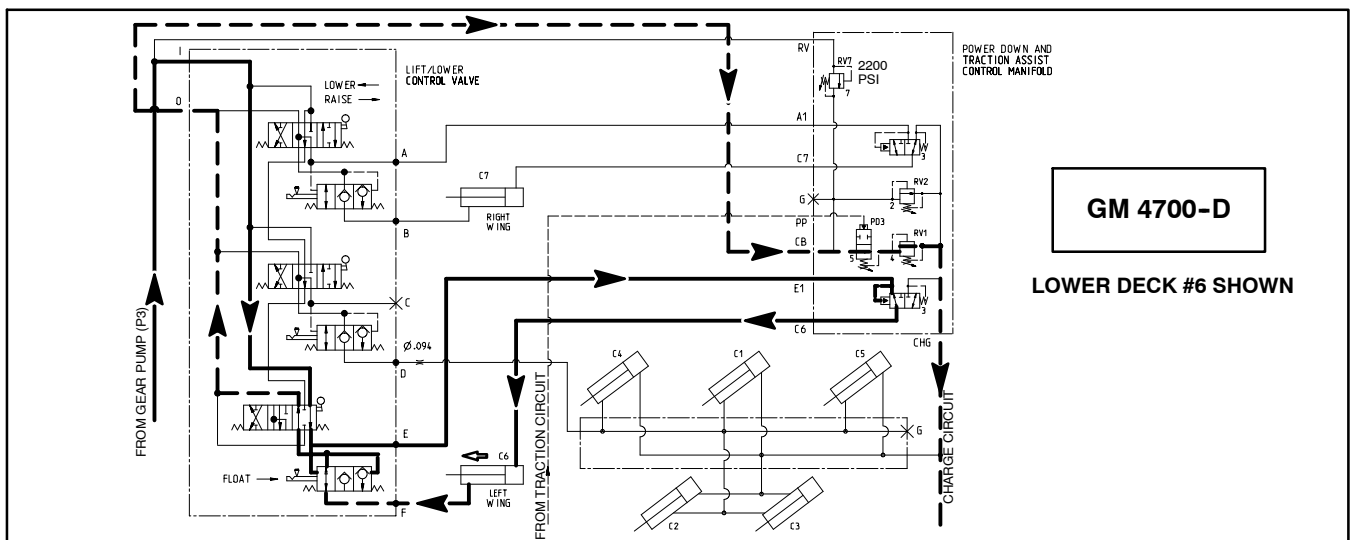 I
O
LIFT/LOWER
CONTROL VALVE
LOWER
RAISE
A
B
C
Ø.094
D
E
F
FLOAT
FROM GEAR PUMP (P3)
C7
RIGHT
WING
C6
LEFT
WING
FROM TRACTION CIRCUIT
RV
RV7
2200
PSI
7
A1
3
C7
RV2
2
G
PP
PD3
5
CB
RV1
4
E1
3
C6
CHG
POWER DOWN AND
TRACTION ASSIST
CONTROL MANIFOLD
C4
C1
C5
G
C2
C3
CHARGE CIRCUIT
GM 4700-D
LOWER DECK #6 SHOWN